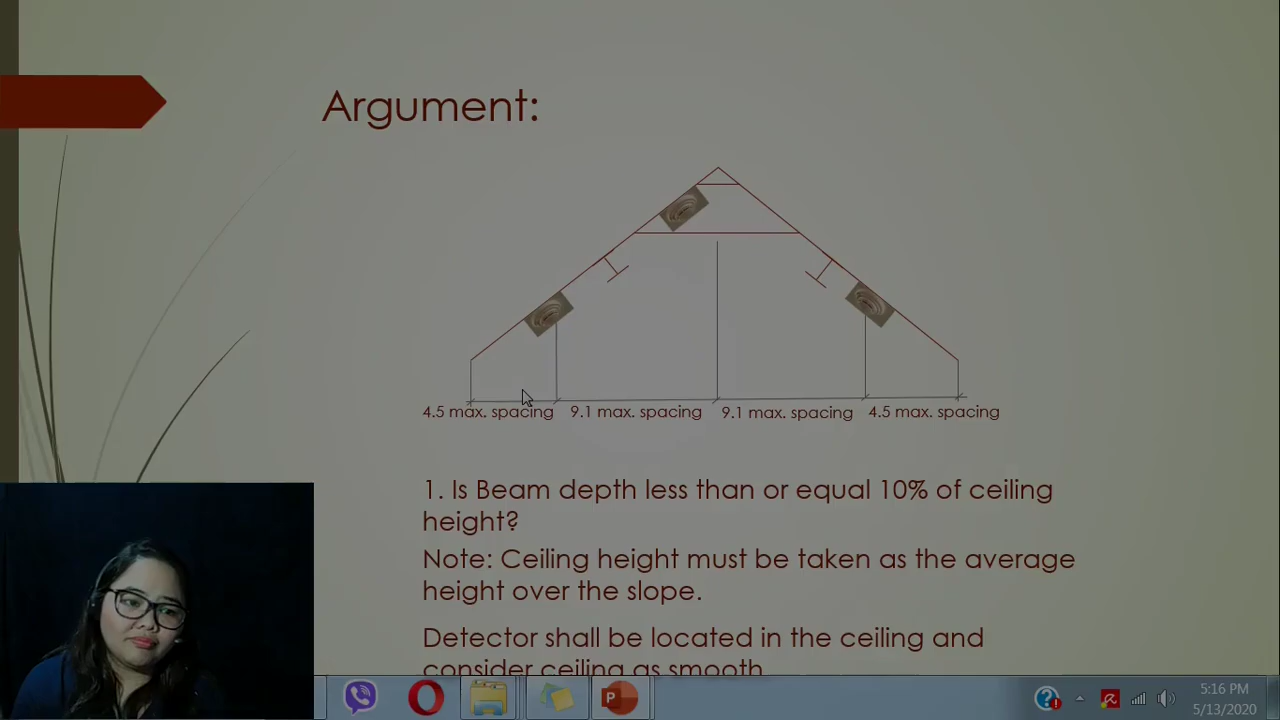 Argument:
4.5 max. spacing 9.1 max. spacing 9.1 max. spacing 4.5 max. spacing
1. Is Beam depth less than or equal 10% of ceiling
height?
Note: Ceiling height must be taken as the average
height over the slope.
Detector shall be located in the ceiling and
consider ceiling as smooth
5:16 PM
5/13/2020